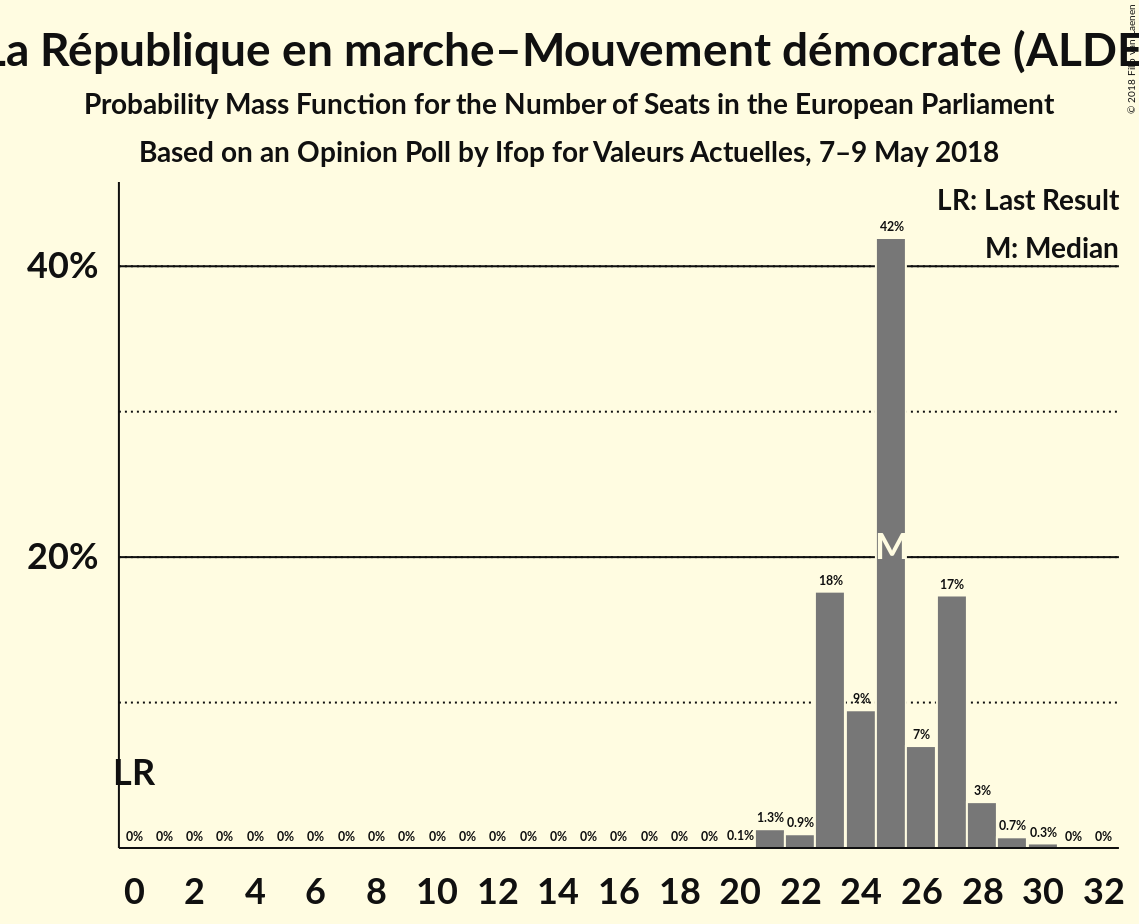 La République en marche–Mouvement démocrate (ALDE
Probability Mass Function for the Number of Seats in the European Parliament
Based on an Opinion Poll by Ifop for Valeurs Actuelles, 7–9 May 2018
© 2018
LR: Last Result
M: Median
42%
40%
M
20%
18%
17%
9%
7%
LR
3%
1.3% 0.9% 0.7% 0.3%
0% 0% 0% 0% 0% 0% 0% 0% 0% 0% 0% 0% 0% 0% 0% 0% 0% 0% 0% 0% 0.1% 0% 0%
0 2 4 6 8 10 12 14 16 18 20 22 24 26 28 30 32